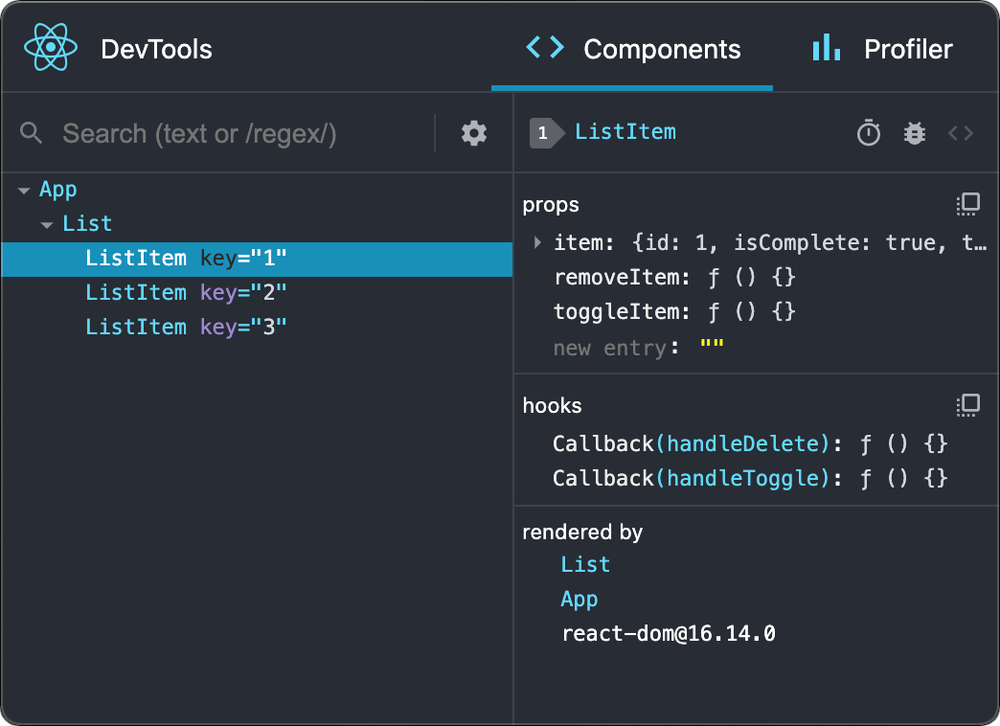 DevTools
Components
Profiler
Search (text or /regex/)
App
List
ListItem key="1"
ListItem key="2"
ListItem key="3"
1 ListItem
props
item: {id: 1, isComplete: true, t…
removeItem: ƒ () {}
toggleItem: ƒ () {}
new entry: ""
hooks
Callback(handleDelete): ƒ () {}
Callback(handleToggle): ƒ () {}
rendered by
List
App
react-dom@16.14.0